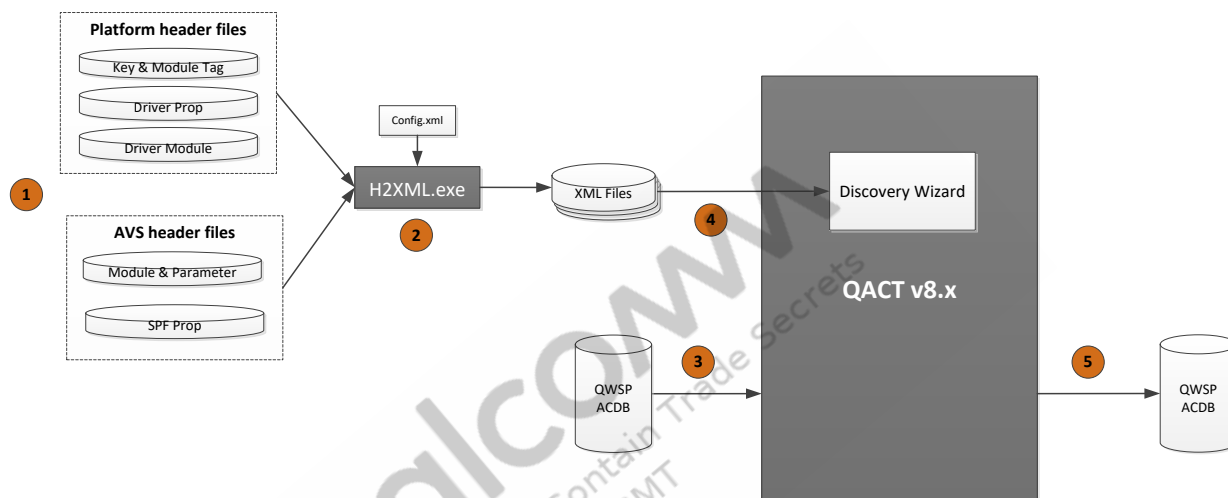 Platform header files
Key & Module Tag
Driver Prop
Driver Module
1
AVS header files
Module & Parameter
SPF Prop
Config.xml
H2XML.exe
2
XML Files
4
Discovery Wizard
QACT v8.x
QWSP
ACDB
3
5
QWSP
ACDB
alcomm
Contain Trade Secrets